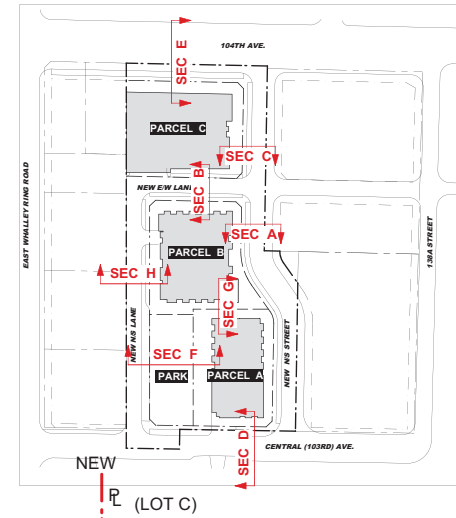 104TH AVE.
SEC E
PARCEL C
SEC C
SEC B
NEW E/W LANE
EAST WHALLEY RING ROAD
138A STREET
SEC A
PARCEL B
SEC H
SEC G
NEW N/S LANE
NEW N/S STREET
SEC F
PARK
PARCEL A
SEC D
CENTRAL (103RD) AVE.
NEW
PL (LOT C)